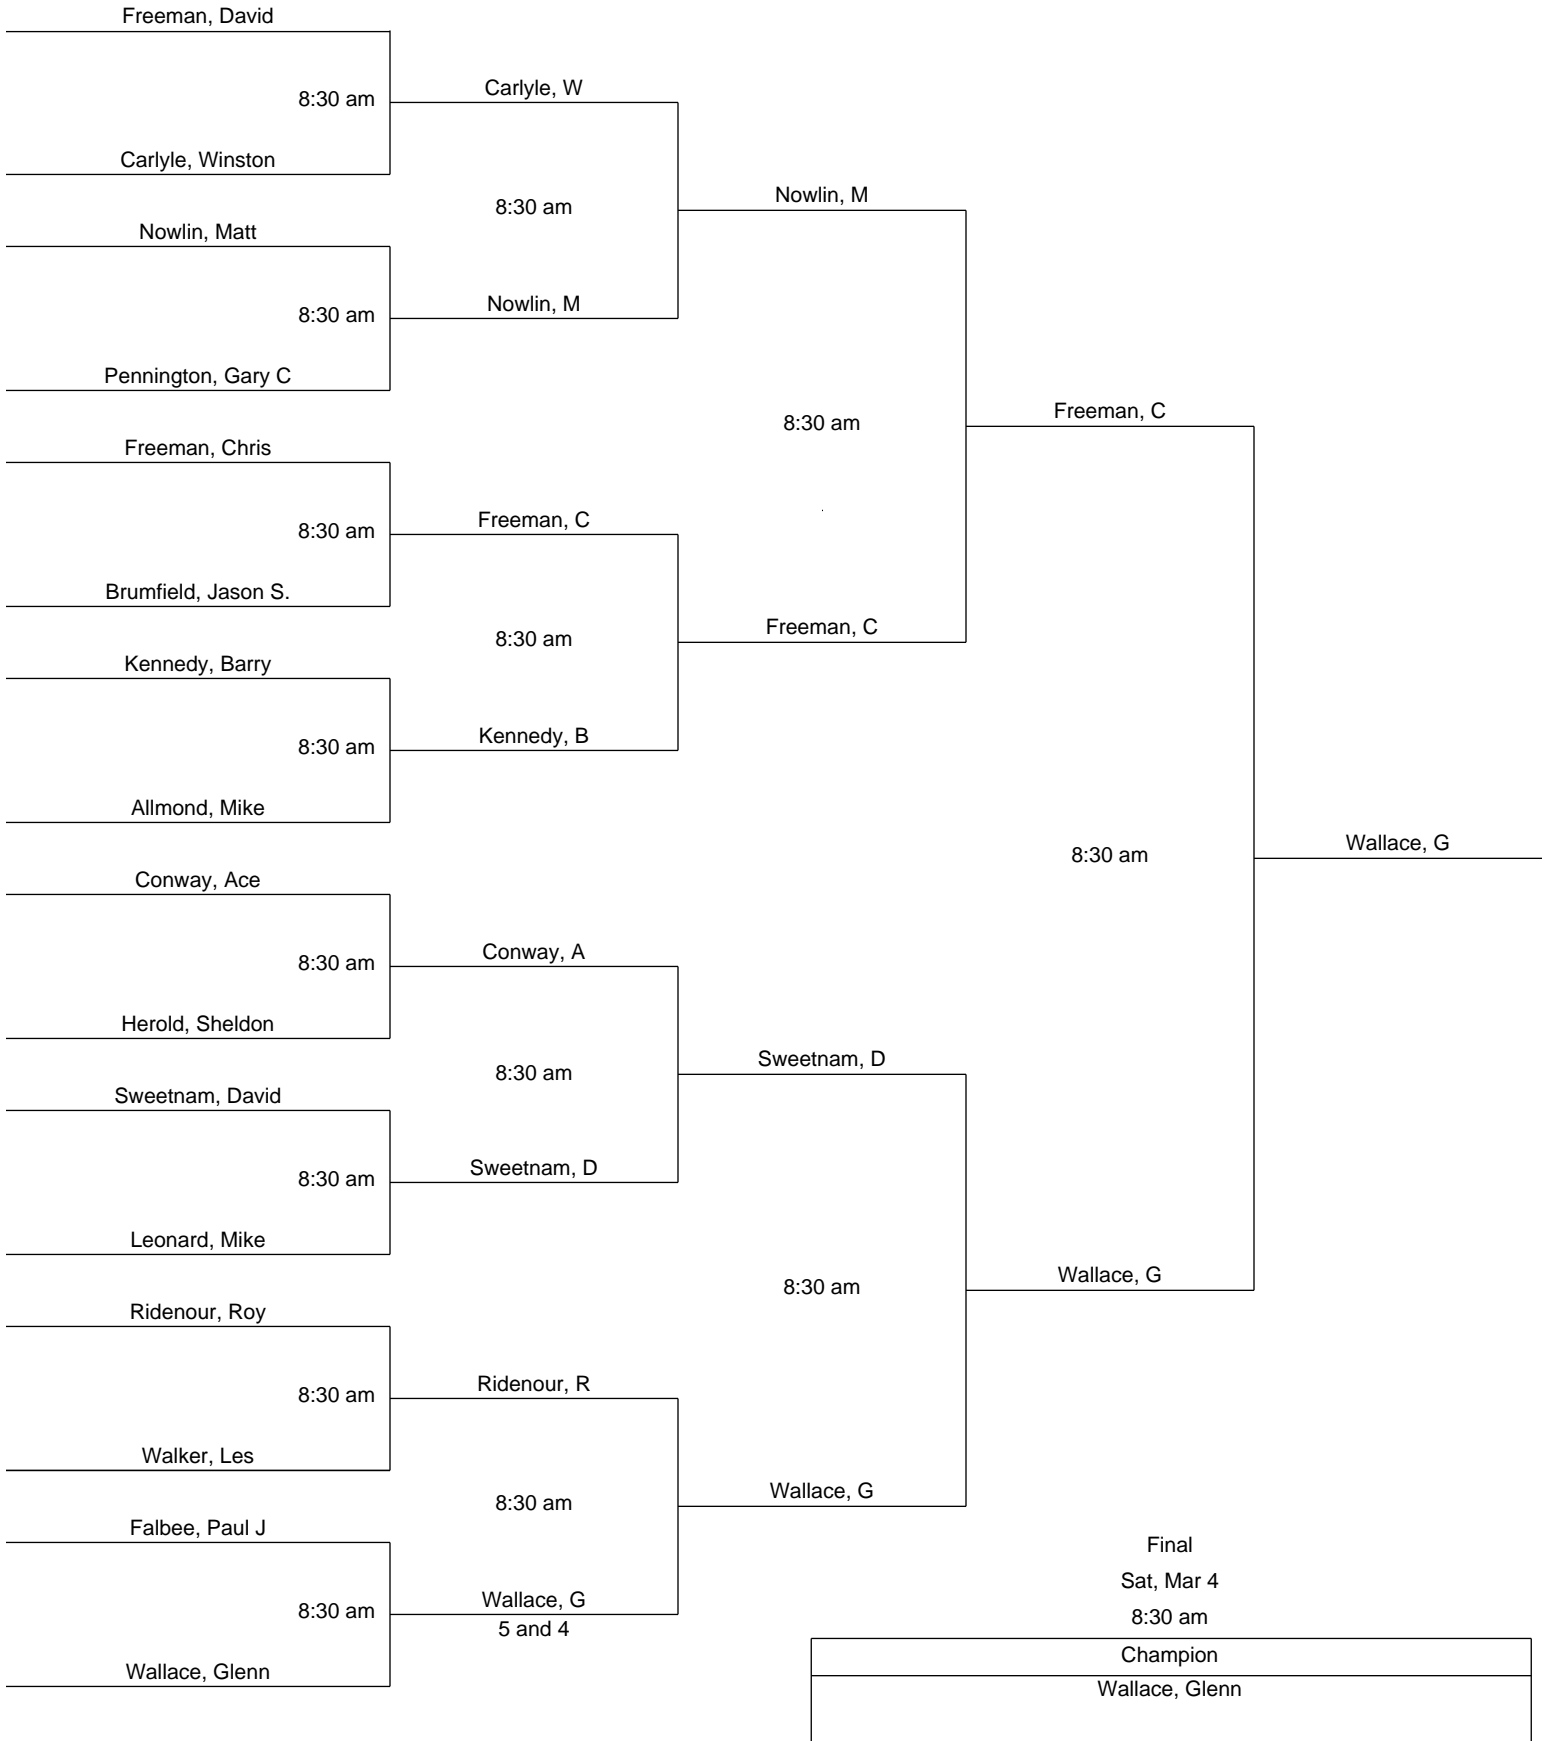 Freeman, David
8:30 am
Carlyle, W
Carlyle, Winston
8:30 am
Nowlin, M
Nowlin, Matt
8:30 am
Nowlin, M
Pennington, Gary C
8:30 am
Freeman, C
Freeman, Chris
8:30 am
Freeman, C
Brumfield, Jason S.
8:30 am
Freeman, C
Kennedy, Barry
8:30 am
Kennedy, B
Allmond, Mike
8:30 am
Wallace, G
Conway, Ace
8:30 am
Conway, A
Herold, Sheldon
8:30 am
Sweetnam, D
Sweetnam, David
8:30 am
Sweetnam, D
Leonard, Mike
8:30 am
Wallace, G
Ridenour, Roy
8:30 am
Ridenour, R
Walker, Les
8:30 am
Wallace, G
Falbee, Paul J
8:30 am
Wallace, G
5 and 4
Wallace, Glenn
Final
Sat, Mar 4
8:30 am
Champion
Wallace, Glenn